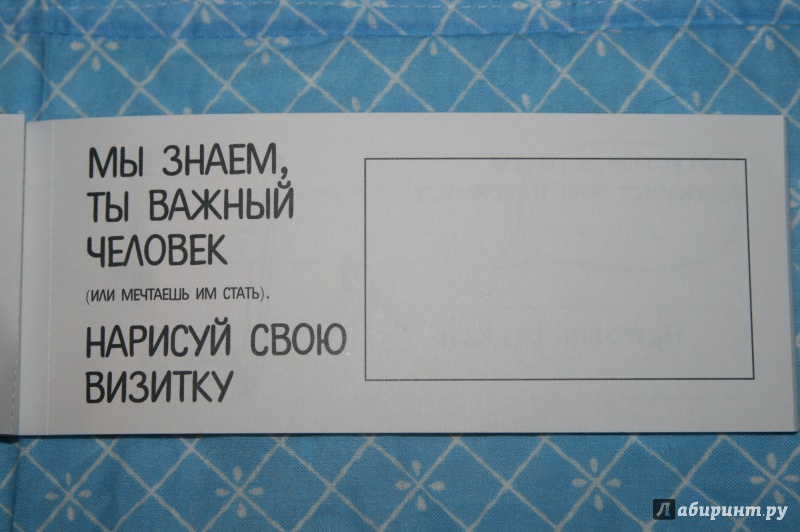 МЫ ЗНАЕМ,
ТЫ ВАЖНЫЙ
ЧЕЛОВЕК
(ИЛИ МЕЧТАЕШЬ ИМ СТАТЬ).
НАРИСУЙ СВОЮ
ВИЗИТКУ
Лабиринт.ру